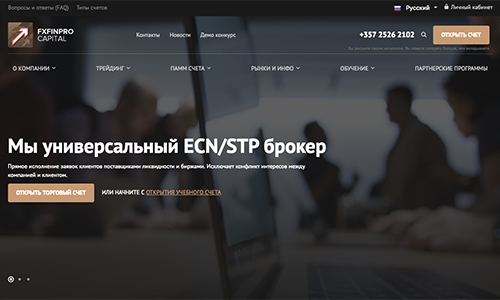 Вопросы и ответы (FAQ) Типы счетов Русский Личный кабинет
FXFINPRO
CAPITAL
Контакты Новости Демо конкурс +357 2526 2102 ОТКРЫТЬ СЧЕТ
О КОМПАНИИ ТРЕЙДИНГ ПАММ СЧЕТА РЫНКИ И ИНФО ОБУЧЕНИЕ ПАРТНЕРСКИЕ ПРОГРАММЫ
Мы универсальный ECN/STP брокер
Прямое исполнение заявок клиентов поставщиками ликвидности и биржами. Исключает конфликт интересов между
компанией и клиентом.
ОТКРЫТЬ ТОРГОВЫЙ СЧЕТ ИЛИ НАЧНИТЕ С ОТКРЫТИЯ УЧЕБНОГО СЧЕТА